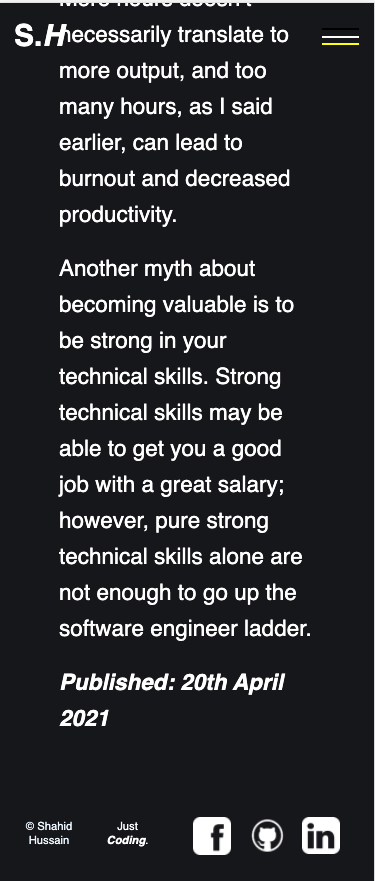 More hours doesn't
S.H
necessarily translate to
more output, and too
many hours, as I said
earlier, can lead to
burnout and decreased
productivity.
Another myth about
becoming valuable is to
be strong in your
technical skills. Strong
technical skills may be
able to get you a good
job with a great salary;
however, pure strong
technical skills alone are
not enough to go up the
software engineer ladder.
Published: 20th April
2021
© Shahid
Hussain
Just
Coding.
f
in